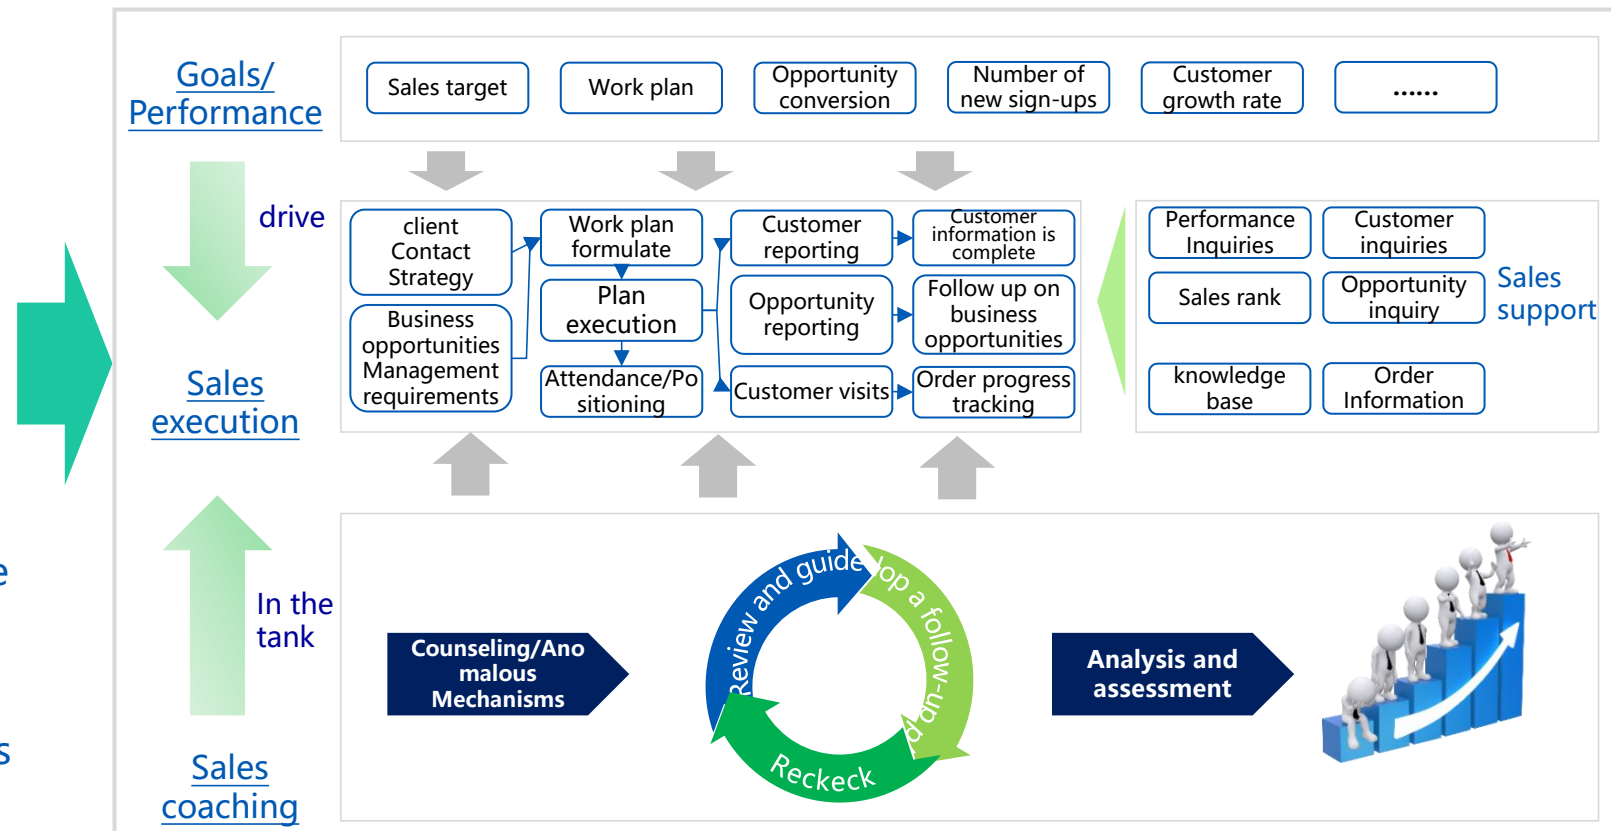 Goals/
Performance
Sales target
Work plan
Opportunity
conversion
Number of
new sign-ups
Customer
growth rate
......
drive
client
Contact
Strategy
Business
opportunities
Management
requirements
Work plan
formulate
Plan
execution
Attendance/Po
sitioning
Customer
reporting
Opportunity
reporting
Customer visits
Customer
information is
complete
Follow up on
business
opportunities
Order progress
tracking
Performance
Inquiries
Customer
inquiries
Sales rank
Opportunity
inquiry
knowledge
base
Order
Information
Sales
support
Sales
execution
In the
tank
Sales
coaching
Counseling/Ano
malous
Mechanisms
Review and guide
lop a follow-up
Reckeck
Analysis and
assessment
e
s